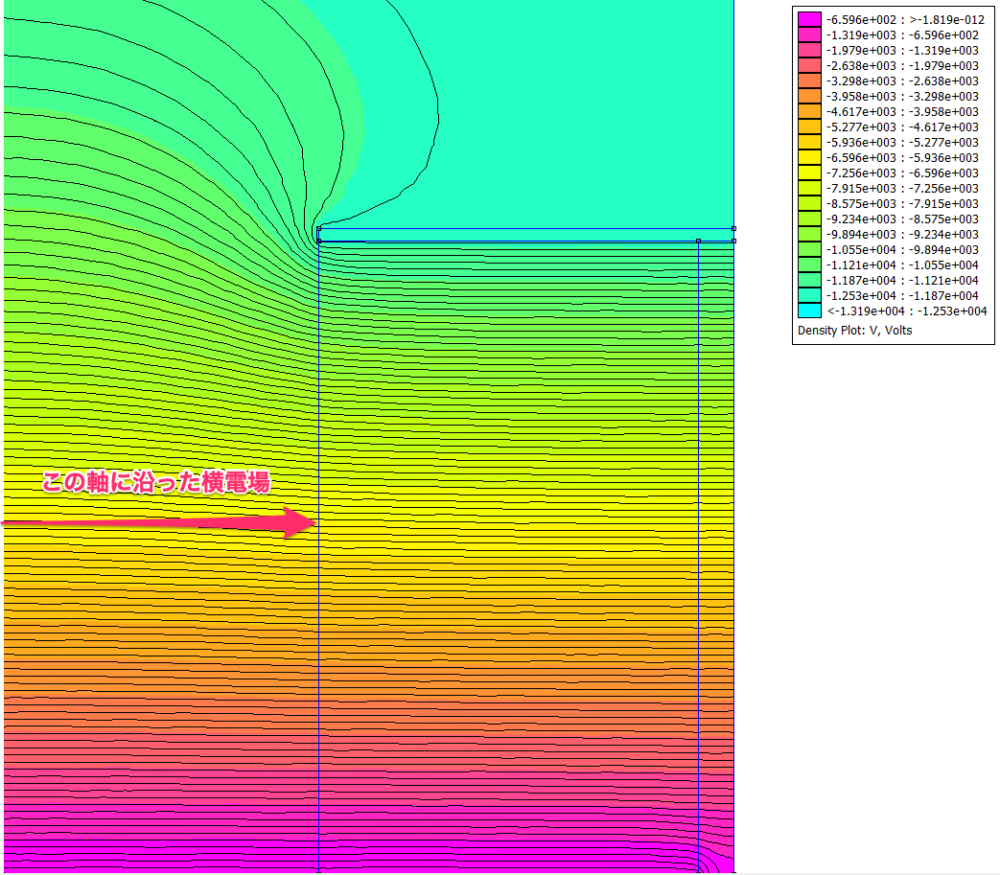 -6.596e+002 : >-1.819e-012
-1.319e+003 : -6.596e+002
-1.979e+003 : -1.319e+003
-2.638e+003 : -1.979e+003
-3.298e+003 : -2.638e+003
-3.958e+003 : -3.298e+003
-4.617e+003 : -3.958e+003
-5.277e+003 : -4.617e+003
-5.936e+003 : -5.277e+003
-6.596e+003 : -5.936e+003
-7.256e+003 : -6.596e+003
-7.915e+003 : -7.256e+003
-8.575e+003 : -7.915e+003
-9.234e+003 : -8.575e+003
-9.894e+003 : -9.234e+003
-1.055e+004 : -9.894e+003
-1.121e+004 : -1.055e+004
-1.187e+004 : -1.121e+004
-1.253e+004 : -1.187e+004
<-1.319e+004 : -1.253e+004
Density Plot: V, Volts
この軸に沿った横電場